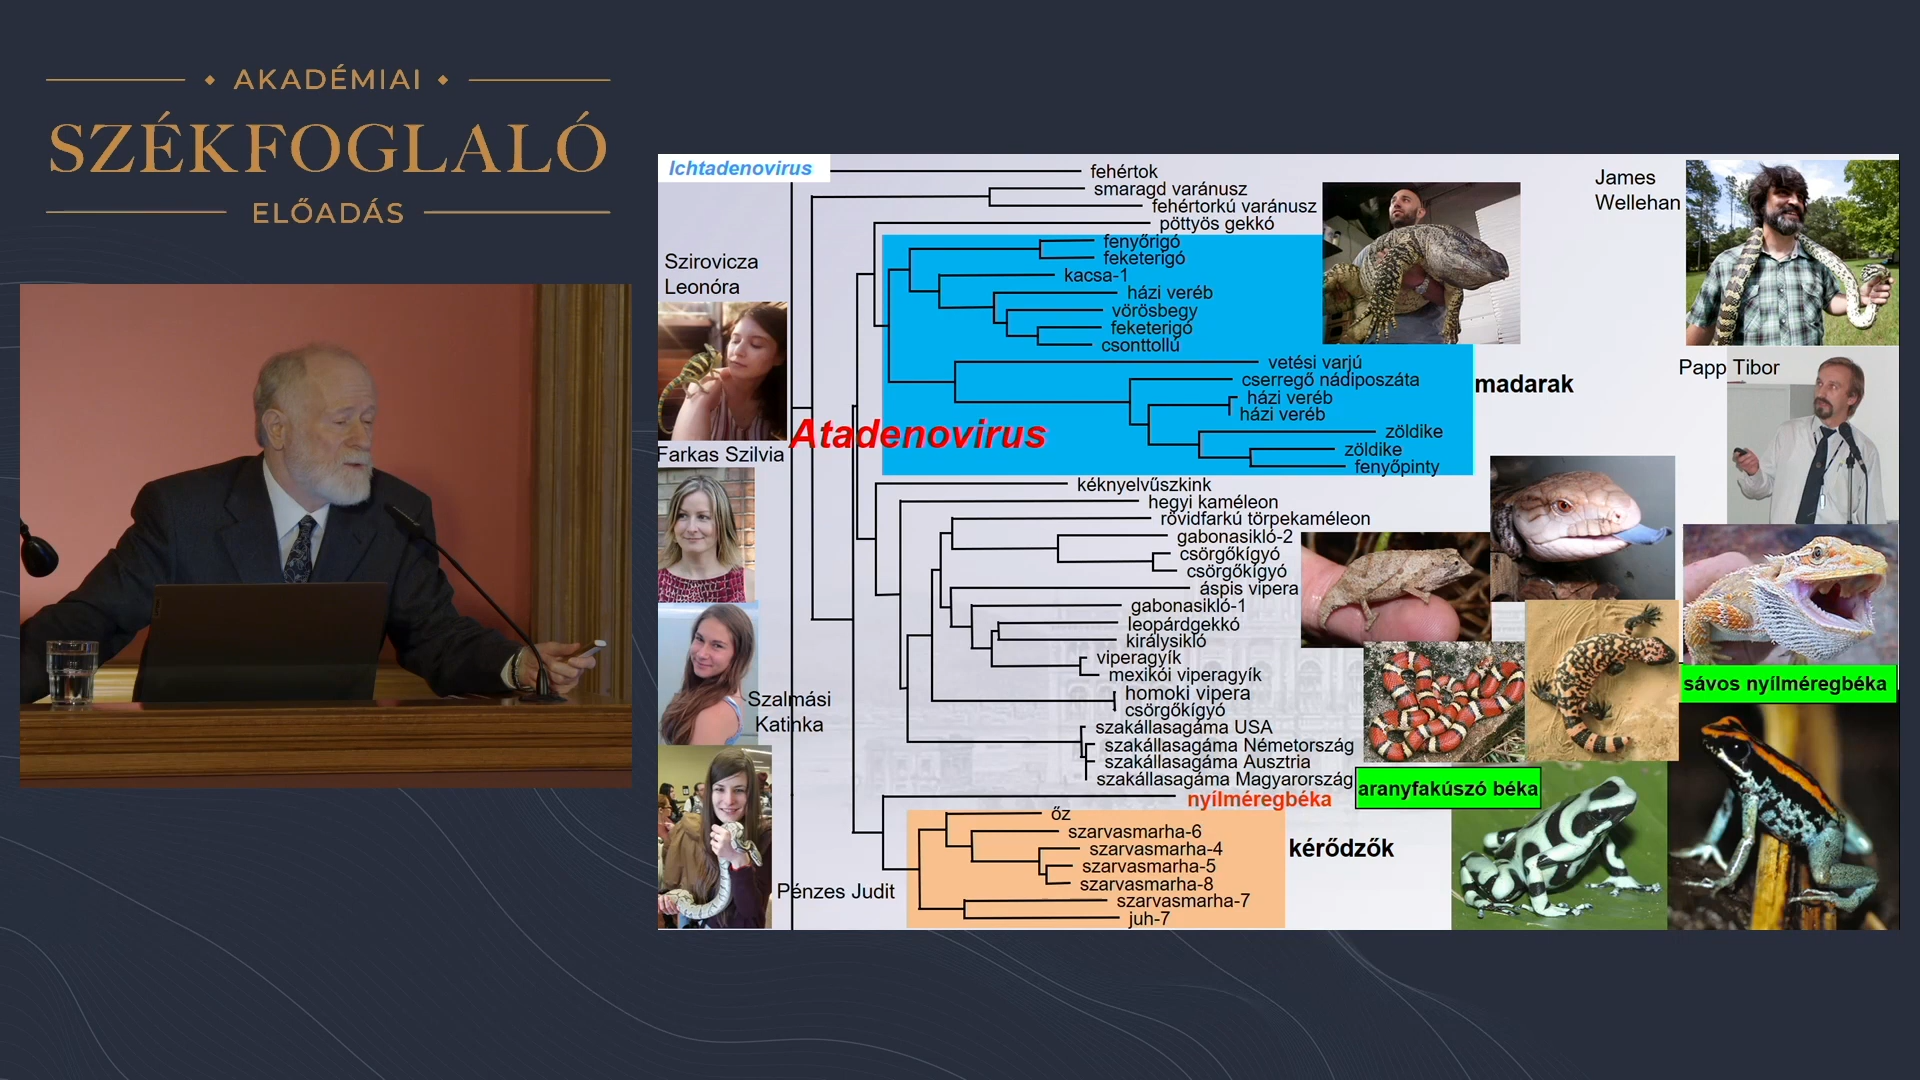 AKADÉMIAI
SZÉKFOGLALÓ
ELŐADÁS
Ichtadenovirus
fehértok
smaragd varánusz
fehértorkú varánusz
pöttyös gekkó
fenyőrigó
feketerigó
kacsa-1
házi veréb
vörösbegy
feketerigó
csonttollú
vetési varjú
cserregő nádiposzáta
házi veréb
házi veréb
zöldike
zöldike
fenyőpinty
madarak
Atadenovirus
kéknyelvűszkink
hegyi kaméleon
rövidfarkú törpekaméleon
gabonasikló-2
csörgőkígyó
csörgőkígyó
áspis vipera
gabonasikló-1
leopárdgekkó
királysikló
viperagyík
mexikói viperagyík
homoki vipera
csörgőkígyó
szakállasagáma USA
szakállasagáma Németország
szakállasagáma Ausztria
szakállasagáma Magyarország
nyílméregbéka
őz
szarvasmarha-6
szarvasmarha-4
szarvasmarha-5
szarvasmarha-8
szarvasmarha-7
juh-7
kérődzők
Szirovicza
Leonóra
Farkas Szilvia
Szalmási
Katinka
Pénzes Judit
James
Wellehan
Papp Tibor
sávos nyílméregbéka
aranyfakúszó béka